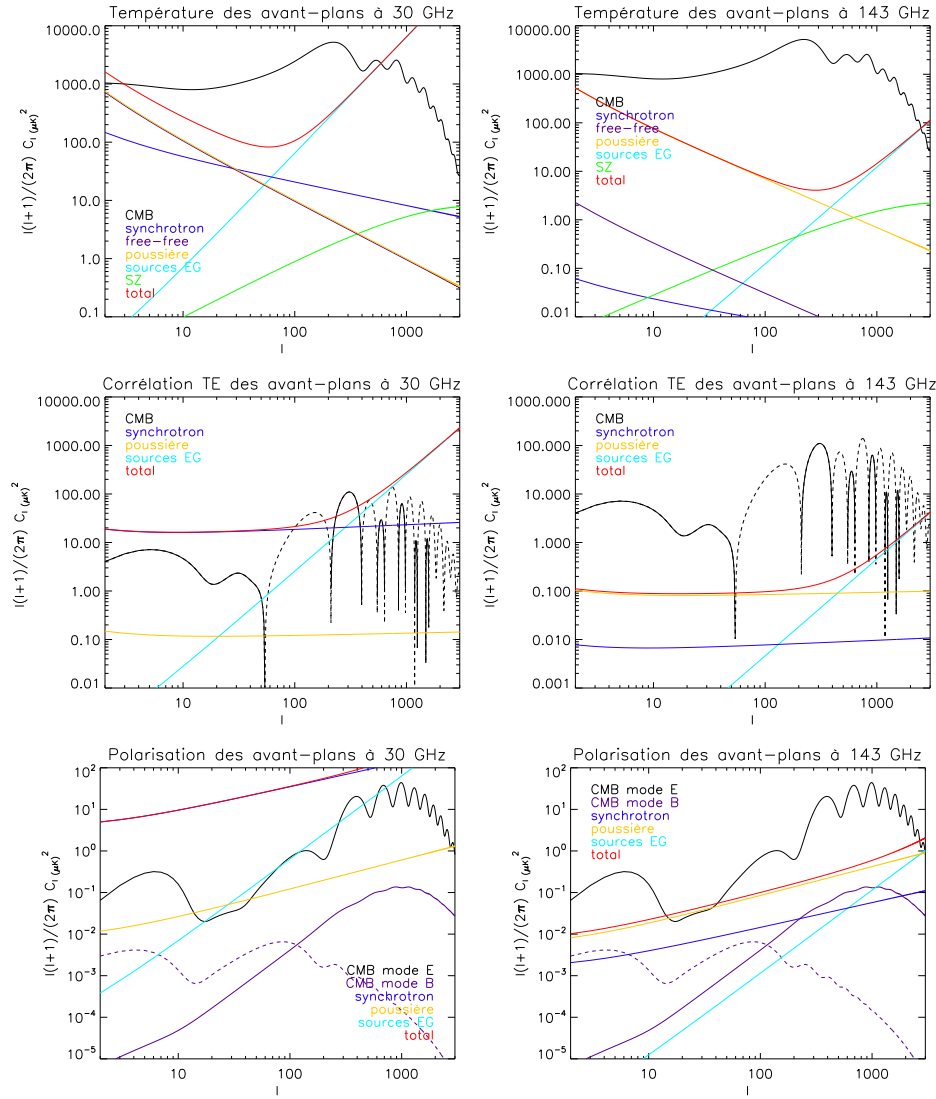 Température des avant-plans à 30 GHz
10000.0
1000.0
100.0
10.0
1.0
0.1
l(l+1)/(2π) C_l (μK)²
CMB
synchrotron
free-free
poussière
sources EG
SZ
total
10 100 1000
l
Température des avant-plans à 143 GHz
10000.00
1000.00
100.00
10.00
1.00
0.10
0.01
l(l+1)/(2π) C_l (μK)²
CMB
synchrotron
free-free
poussière
sources EG
SZ
total
10 100 1000
l
Corrélation TE des avant-plans à 30 GHz
10000.00
1000.00
100.00
10.00
1.00
0.10
0.01
l(l+1)/(2π) C_l (μK)²
CMB
synchrotron
poussière
sources EG
total
10 100 1000
l
Corrélation TE des avant-plans à 143 GHz
10000.000
1000.000
100.000
10.000
1.000
0.100
0.010
0.001
l(l+1)/(2π) C_l (μK)²
CMB
synchrotron
poussière
sources EG
total
10 100 1000
l
Polarisation des avant-plans à 30 GHz
10²
10¹
10⁰
10⁻¹
10⁻²
10⁻³
10⁻⁴
10⁻⁵
l(l+1)/(2π) C_l (μK)²
CMB mode E
CMB mode B
synchrotron
poussière
sources EG
total
10 100 1000
l
Polarisation des avant-plans à 143 GHz
10²
10¹
10⁰
10⁻¹
10⁻²
10⁻³
10⁻⁴
10⁻⁵
l(l+1)/(2π) C_l (μK)²
CMB mode E
CMB mode B
synchrotron
poussière
sources EG
total
10 100 1000
l